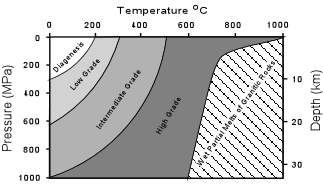 Temperature °C
0 200 400 600 800 1000
Pressure (MPa)
0
200
400
600
800
1000
Diagenesis
Low Grade
Intermediate Grade
High Grade
Wet Partial Melts of Granitic Rocks
10
20
30
Depth (km)